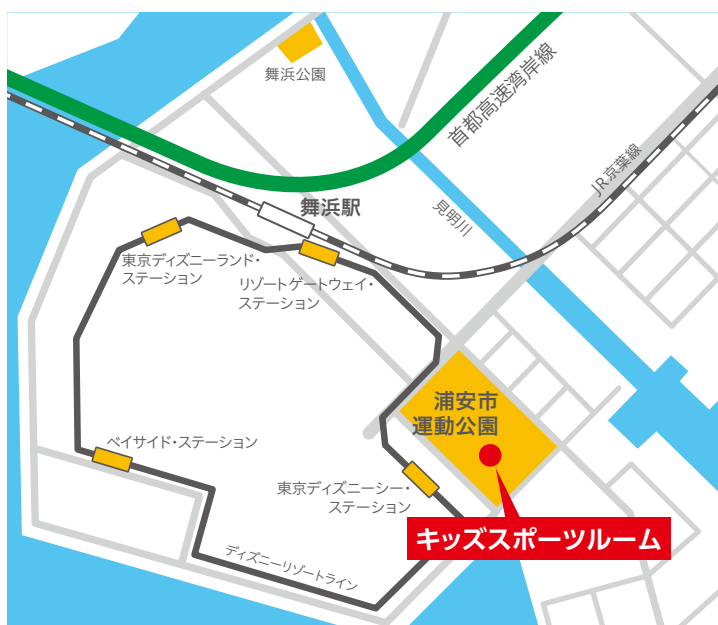 舞浜公園
首都高速湾岸線
JR京葉線
舞浜駅
見明川
東京ディズニーランド・
ステーション
リゾートゲートウェイ・
ステーション
浦安市
運動公園
ベイサイド・ステーション
東京ディズニーシー・
ステーション
キッズスポーツルーム
ディズニーリゾートライン